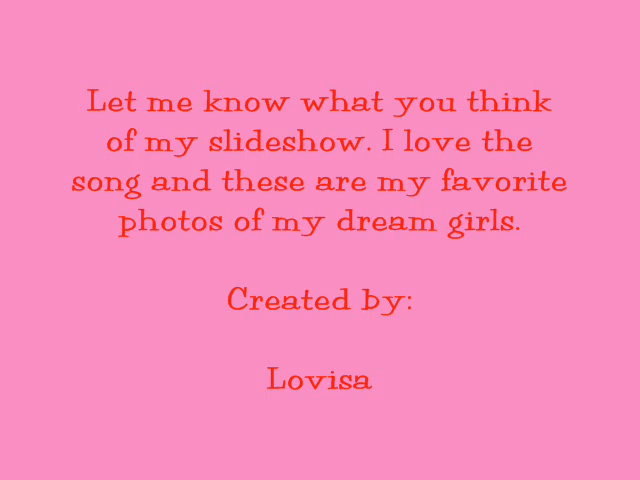 Let me know what you think
of my slideshow. I love the
song and these are my favorite
photos of my dream girls.
Created by:
Lovisa